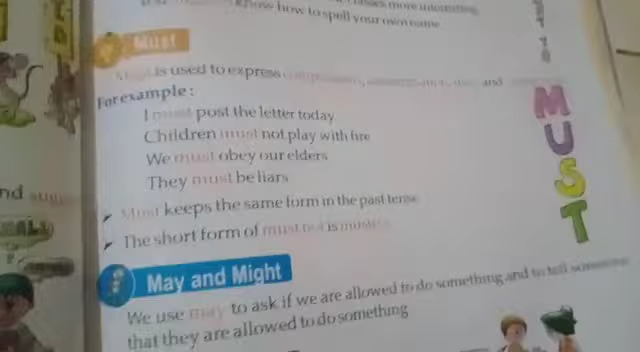 know how to spell your own name
Must
Must is used to express compulsion, and
For example:
I must post the letter today
Children must not play with fire
We must obey our elders
They must be liars
Must keeps the same form in the past tense
The short form of must not is mustn't
MUST
May and Might
We use may to ask if we are allowed to do something and to tell someone
that they are allowed to do something
nd